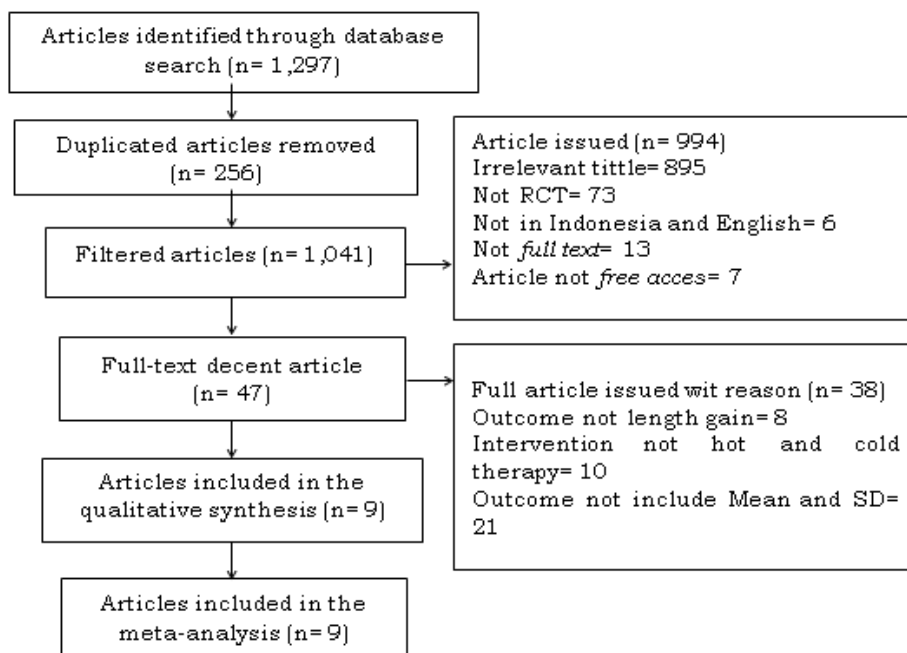 Articles identified through database
search (n= 1,297)
Duplicated articles removed
(n= 256)
Article issued (n= 994)
Irrelevant tittle= 895
Not RCT= 73
Not in Indonesia and English= 6
Not full text= 13
Article not free acces= 7
Filtered articles (n= 1,041)
Full-text decent article
(n= 47)
Full article issued wit reason (n= 38)
Outcome not length gain= 8
Intervention not hot and cold
therapy= 10
Outcome not include Mean and SD=
21
Articles included in the
qualitative synthesis (n= 9)
Articles included in the
meta-analysis (n= 9)